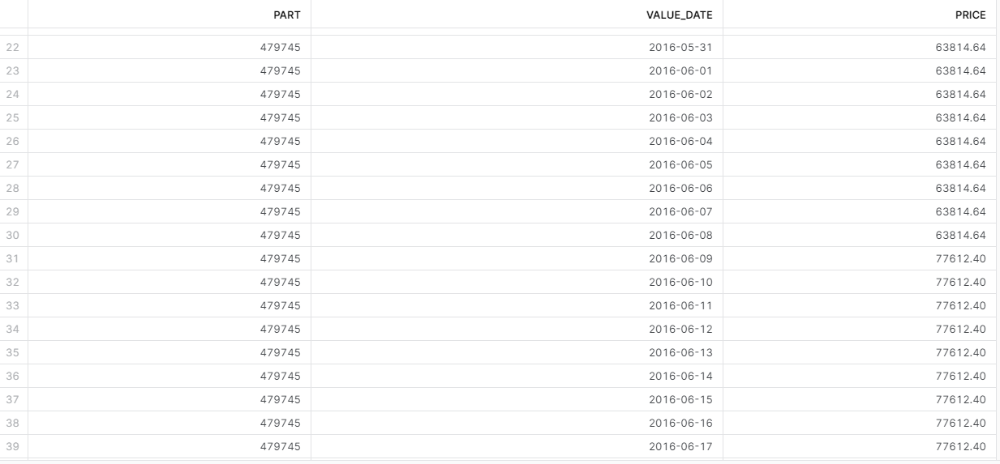 PART VALUE_DATE PRICE
22 479745 2016-05-31 63814.64
23 479745 2016-06-01 63814.64
24 479745 2016-06-02 63814.64
25 479745 2016-06-03 63814.64
26 479745 2016-06-04 63814.64
27 479745 2016-06-05 63814.64
28 479745 2016-06-06 63814.64
29 479745 2016-06-07 63814.64
30 479745 2016-06-08 63814.64
31 479745 2016-06-09 77612.40
32 479745 2016-06-10 77612.40
33 479745 2016-06-11 77612.40
34 479745 2016-06-12 77612.40
35 479745 2016-06-13 77612.40
36 479745 2016-06-14 77612.40
37 479745 2016-06-15 77612.40
38 479745 2016-06-16 77612.40
39 479745 2016-06-17 77612.40